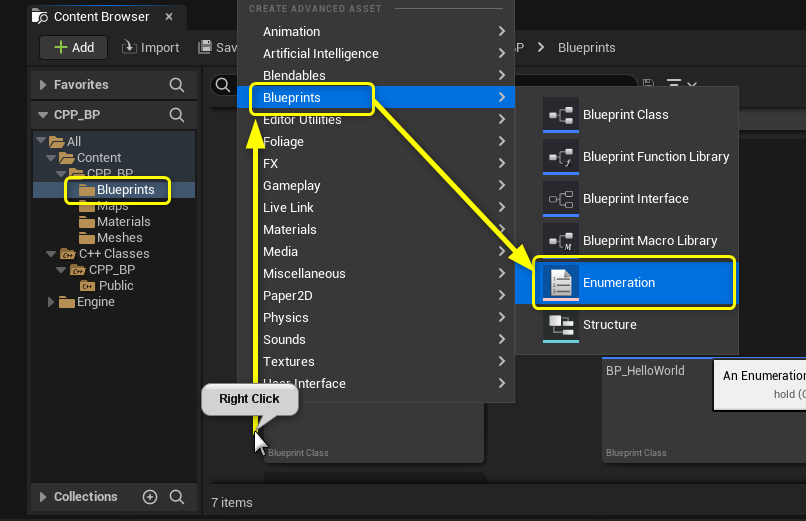 Content Browser
CREATE ADVANCED ASSET
Add
Import
Sav
BP
Blueprints
Favorites
CPP_BP
All
Content
CPP_BP
Blueprints
Maps
Materials
Meshes
C++ Classes
CPP_BP
Public
Engine
Collections
Animation
Artificial Intelligence
Blendables
Blueprints
Editor Utilities
Foliage
FX
Gameplay
Live Link
Materials
Media
Miscellaneous
Paper2D
Physics
Sounds
Textures
User Interface
Right Click
Blueprint Class
7 items
Blueprint Class
Blueprint Function Library
Blueprint Interface
Blueprint Macro Library
Enumeration
Structure
BP_HelloWorld
An Enumeration
hold (C
Blueprint Class